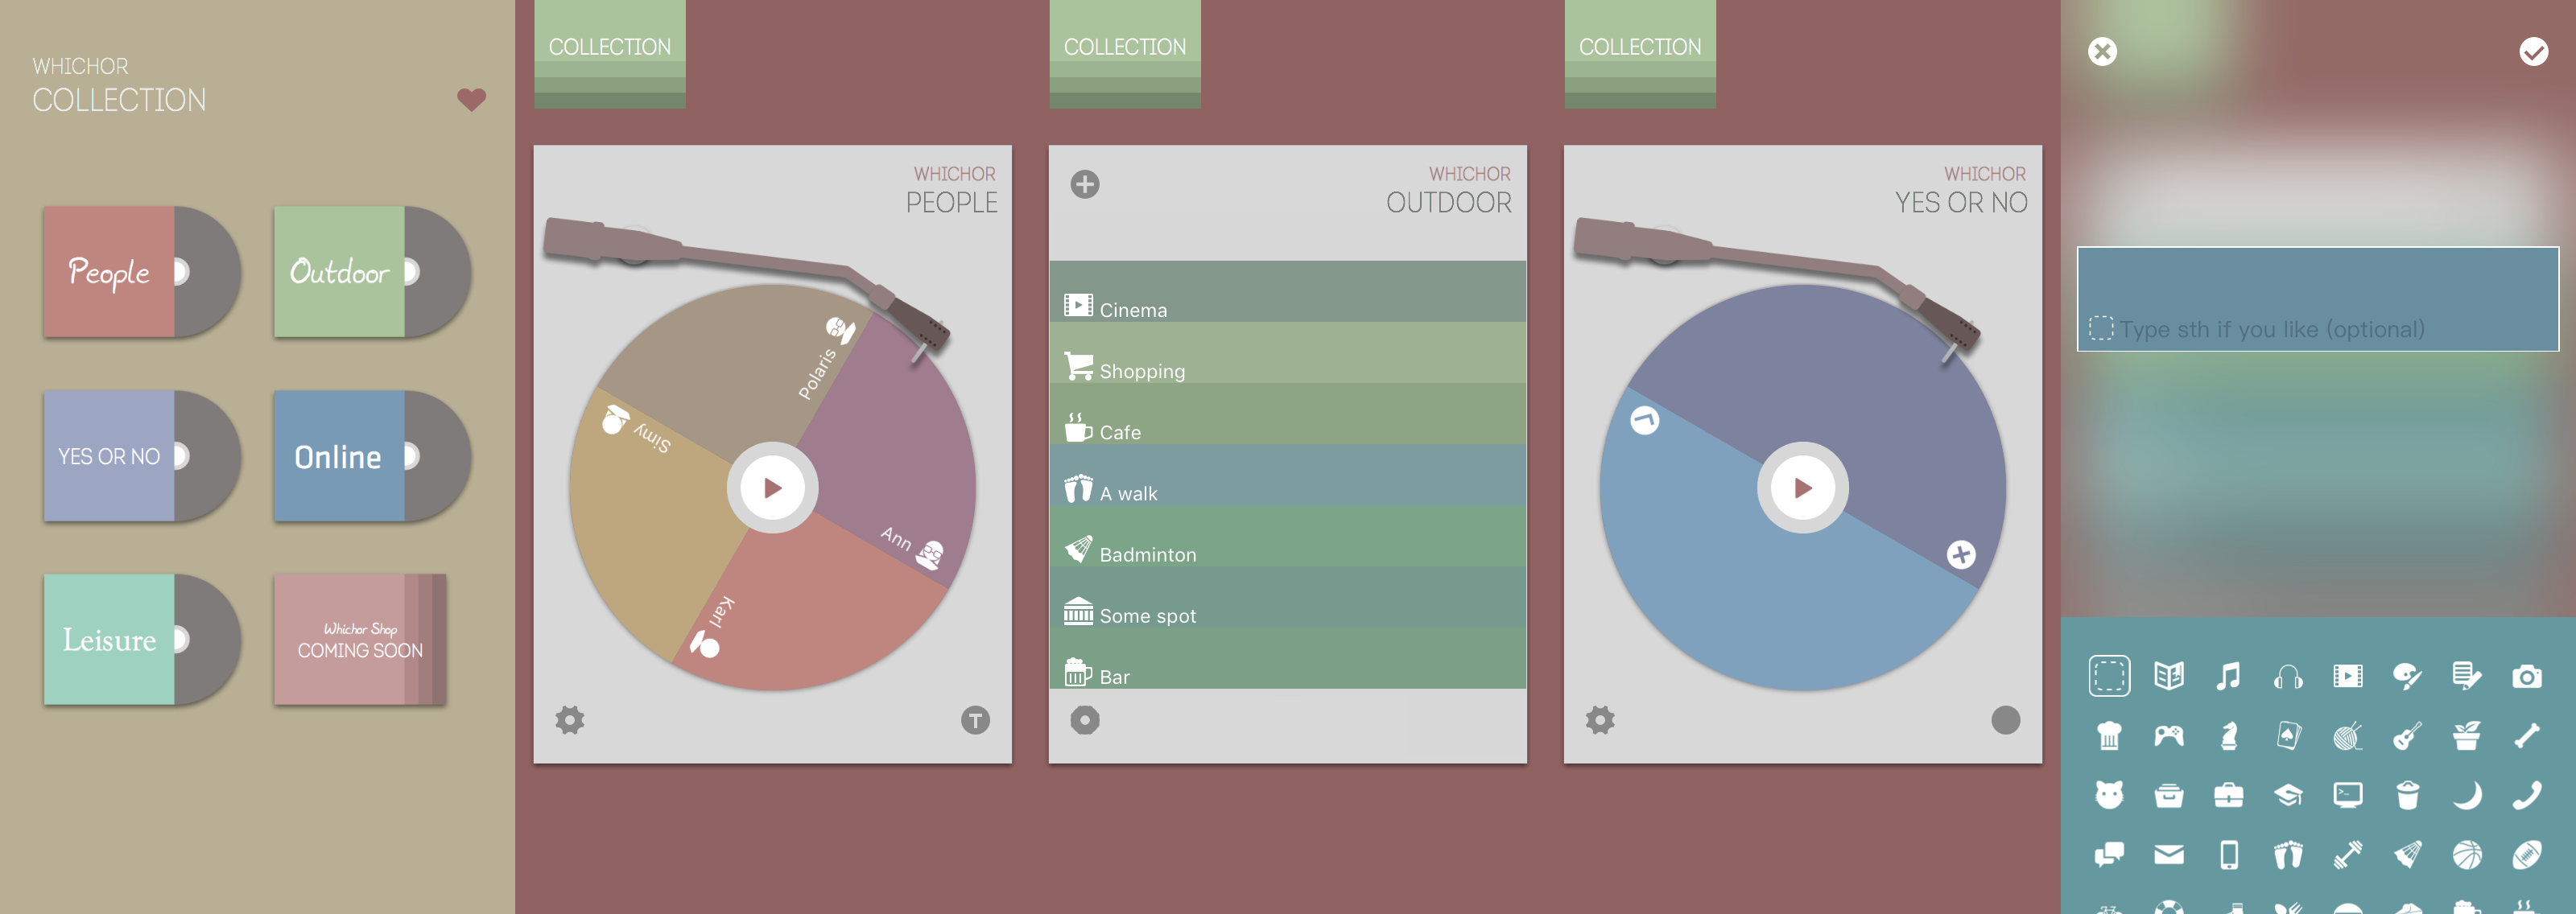 WHICHOR
COLLECTION
People
Outdoor
YES OR NO
Online
Leisure
Whichor Shop
COMING SOON
COLLECTION
WHICHOR
PEOPLE
Polaris
Simy
Ann
Karl
T
COLLECTION
WHICHOR
OUTDOOR
Cinema
Shopping
Cafe
A walk
Badminton
Some spot
Bar
COLLECTION
WHICHOR
YES OR NO
Type sth if you like (optional)